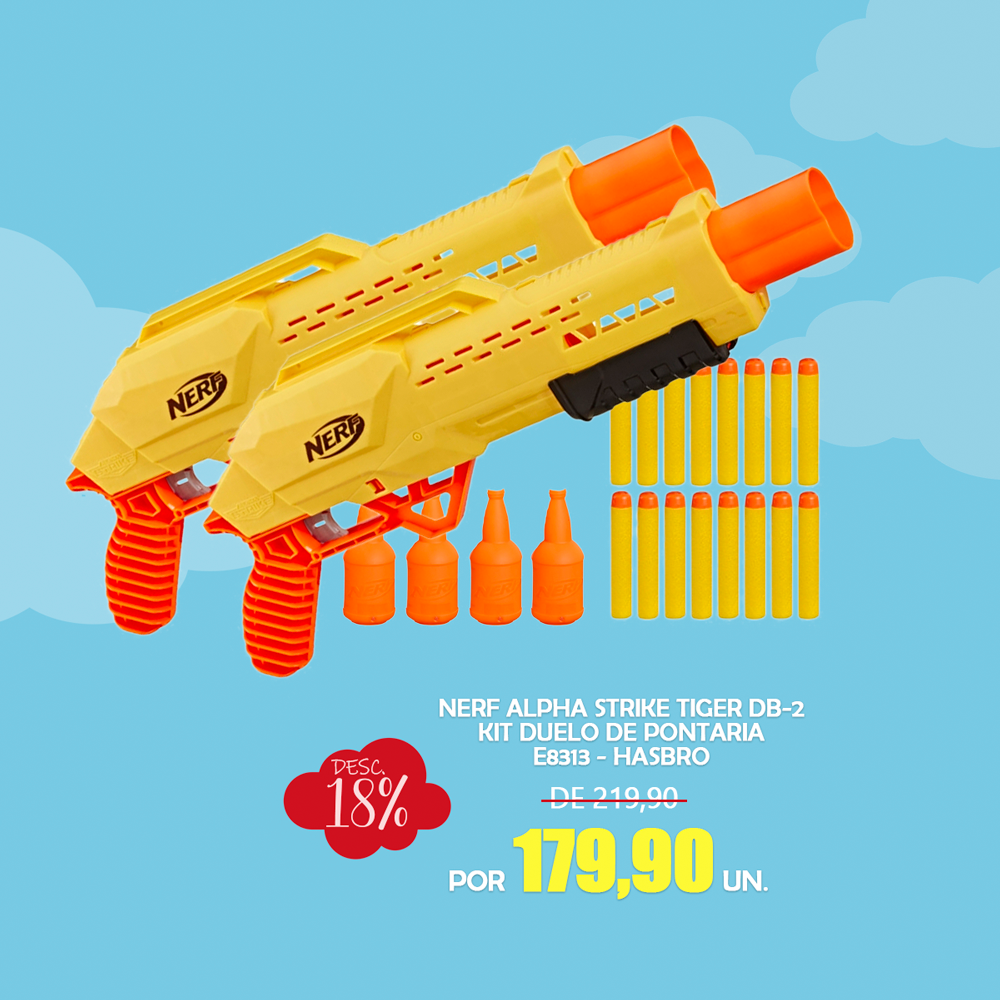 NERF
NERF
NERF ALPHA STRIKE TIGER DB-2
KIT DUELO DE PONTARIA
E8313 - HASBRO
DESC.
18%
DE 219,90
POR 179,90 UN.